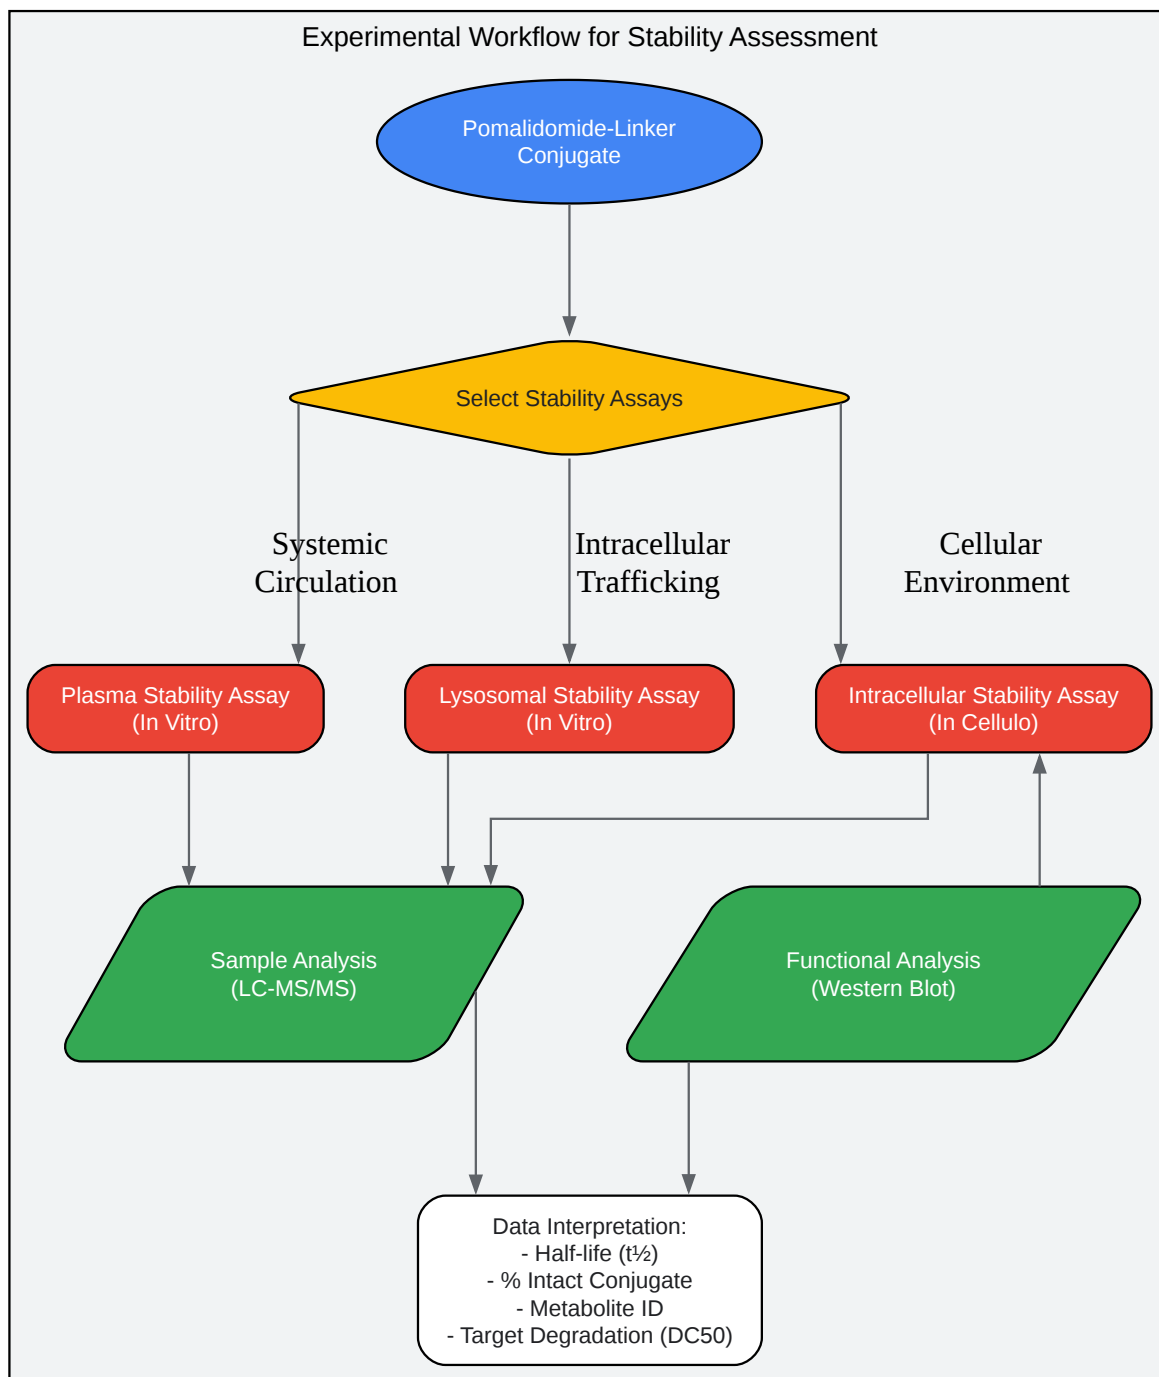 Experimental Workflow for Stability Assessment
Pomalidomide-Linker
Conjugate
Select Stability Assays
Systemic
Circulation
Intracellular
Trafficking
Cellular
Environment
Plasma Stability Assay
(In Vitro)
Lysosomal Stability Assay
(In Vitro)
Intracellular Stability Assay
(In Cellulo)
Sample Analysis
(LC-MS/MS)
Functional Analysis
(Western Blot)
Data Interpretation:
- Half-life (t½)
- % Intact Conjugate
- Metabolite ID
- Target Degradation (DC50)